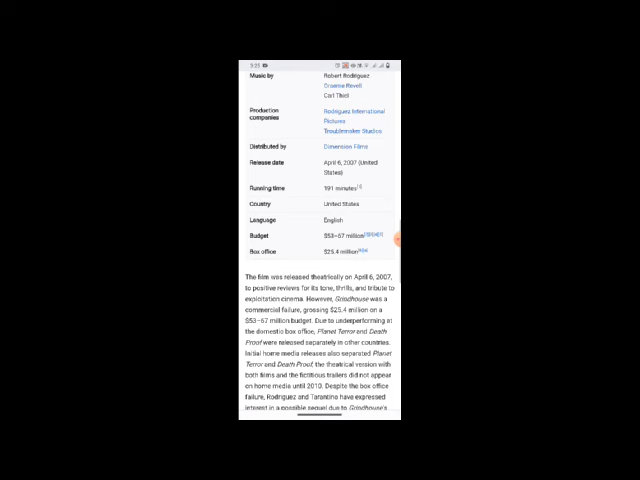 Music by Robert Rodriguez
Graeme Revell
Carl Thiel
Production companies Rodriguez International Pictures
Troublemaker Studios
Distributed by Dimension Films
Release date April 6, 2007 (United States)
Running time 191 minutes
Country United States
Language English
Budget $53–67 million
Box office $25.4 million
The film was released theatrically on April 6, 2007,
to positive reviews for its tone, thrills, and tribute to
exploitation cinema. However, Grindhouse was a
commercial failure, grossing $25.4 million on a
$53–67 million budget. Due to underperforming at
the domestic box office, Planet Terror and Death
Proof were released separately in other countries.
Initial home media releases also separated Planet
Terror and Death Proof; the theatrical version with
both films and the fictitious trailers did not appear
on home media until 2010. Despite the box office
failure, Rodriguez and Tarantino have expressed
interest in a possible sequel due to Grindhouse's